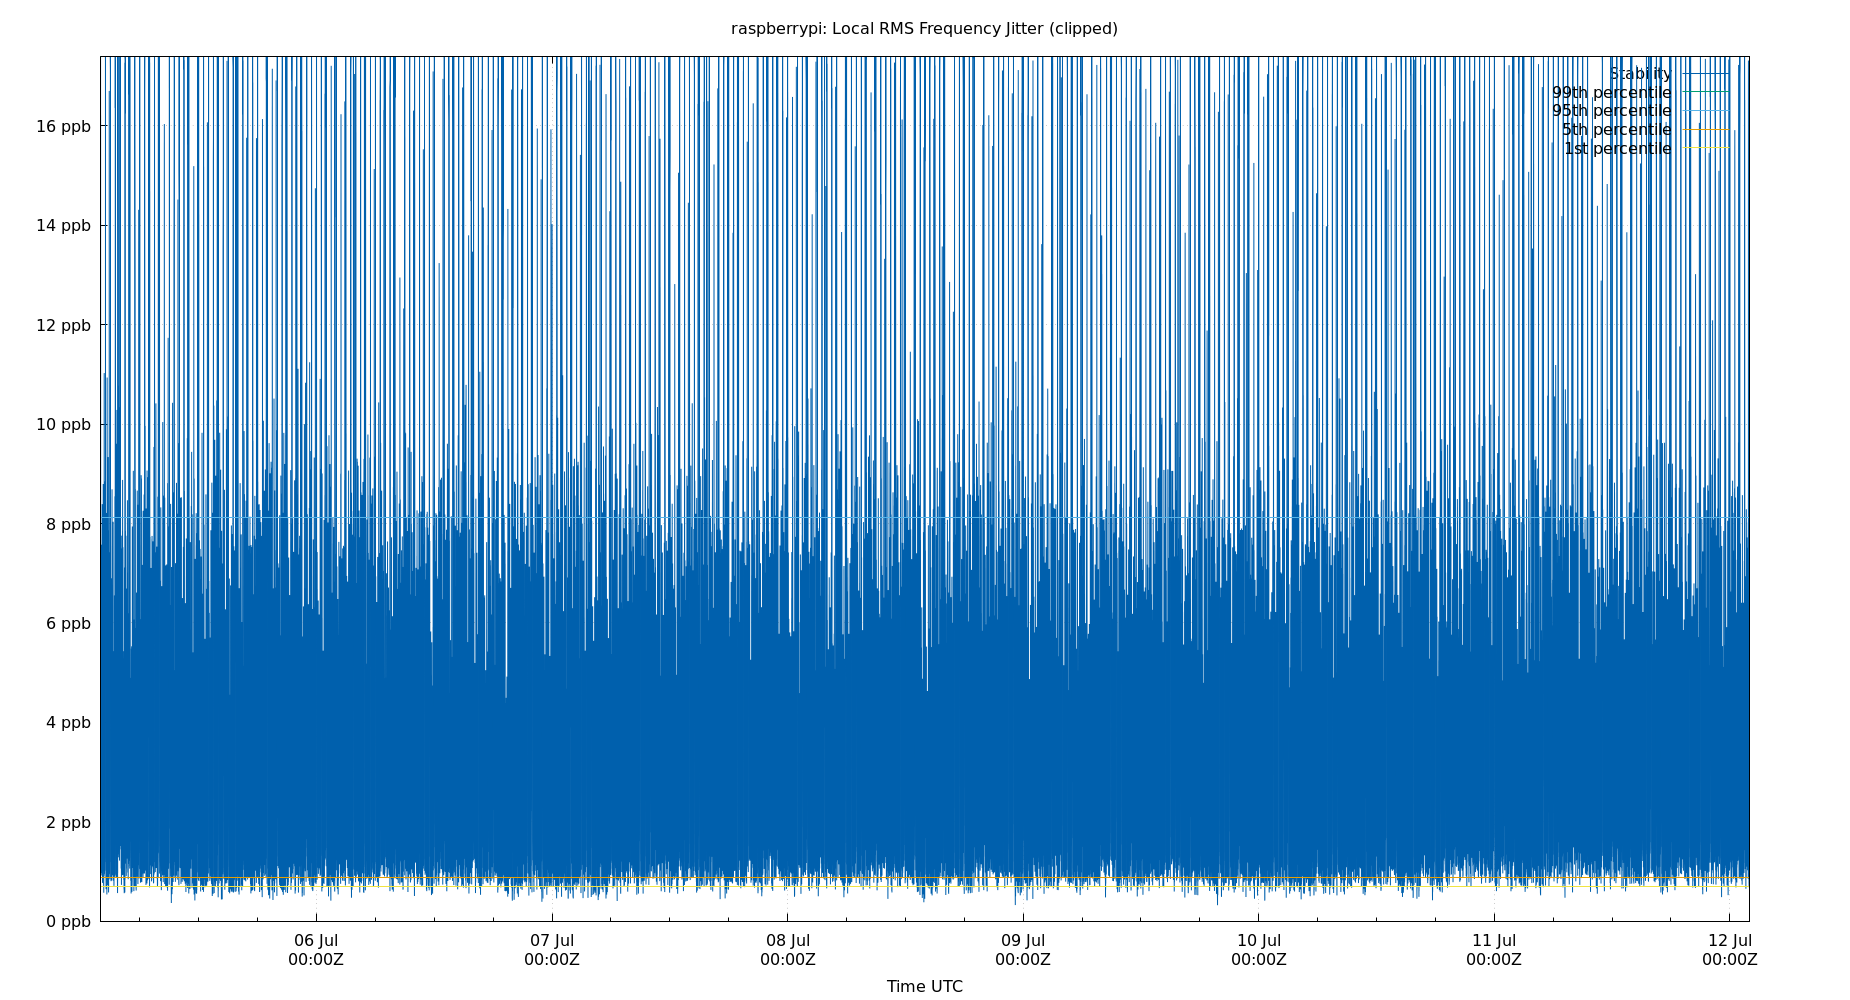 raspberrypi: Local RMS Frequency Jitter (clipped)
Stability
99th percentile
95th percentile
5th percentile
1st percentile
16 ppb
14 ppb
12 ppb
10 ppb
8 ppb
6 ppb
4 ppb
2 ppb
0 ppb
06 Jul 07 Jul 08 Jul 09 Jul 10 Jul 11 Jul 12 Jul
00:00Z 00:00Z 00:00Z 00:00Z 00:00Z 00:00Z 00:00Z
Time UTC